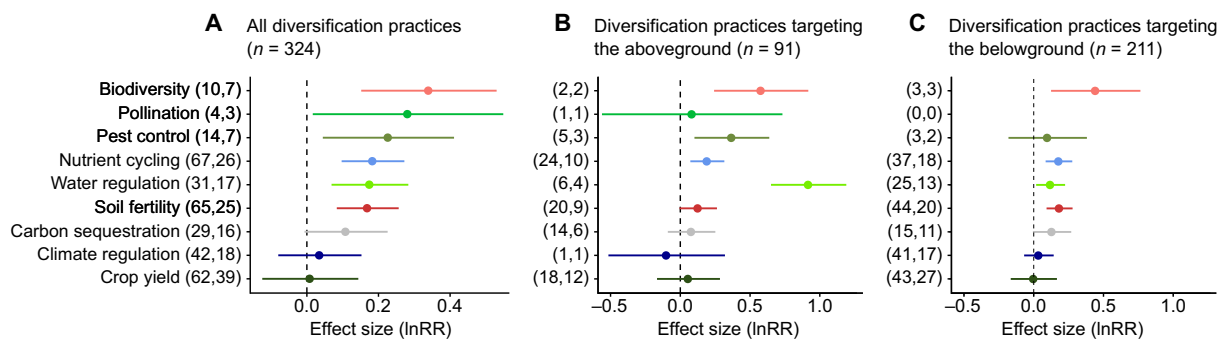 A All diversification practices
(n = 324)
Biodiversity (10,7)
Pollination (4,3)
Pest control (14,7)
Nutrient cycling (67,26)
Water regulation (31,17)
Soil fertility (65,25)
Carbon sequestration (29,16)
Climate regulation (42,18)
Crop yield (62,39)
0.0 0.2 0.4
Effect size (lnRR)
B Diversification practices targeting
the aboveground (n = 91)
(2,2)
(1,1)
(5,3)
(24,10)
(6,4)
(20,9)
(14,6)
(1,1)
(18,12)
–0.5 0.0 0.5 1.0
Effect size (lnRR)
C Diversification practices targeting
the belowground (n = 211)
(3,3)
(0,0)
(3,2)
(37,18)
(25,13)
(44,20)
(15,11)
(41,17)
(43,27)
–0.5 0.0 0.5 1.0
Effect size (lnRR)